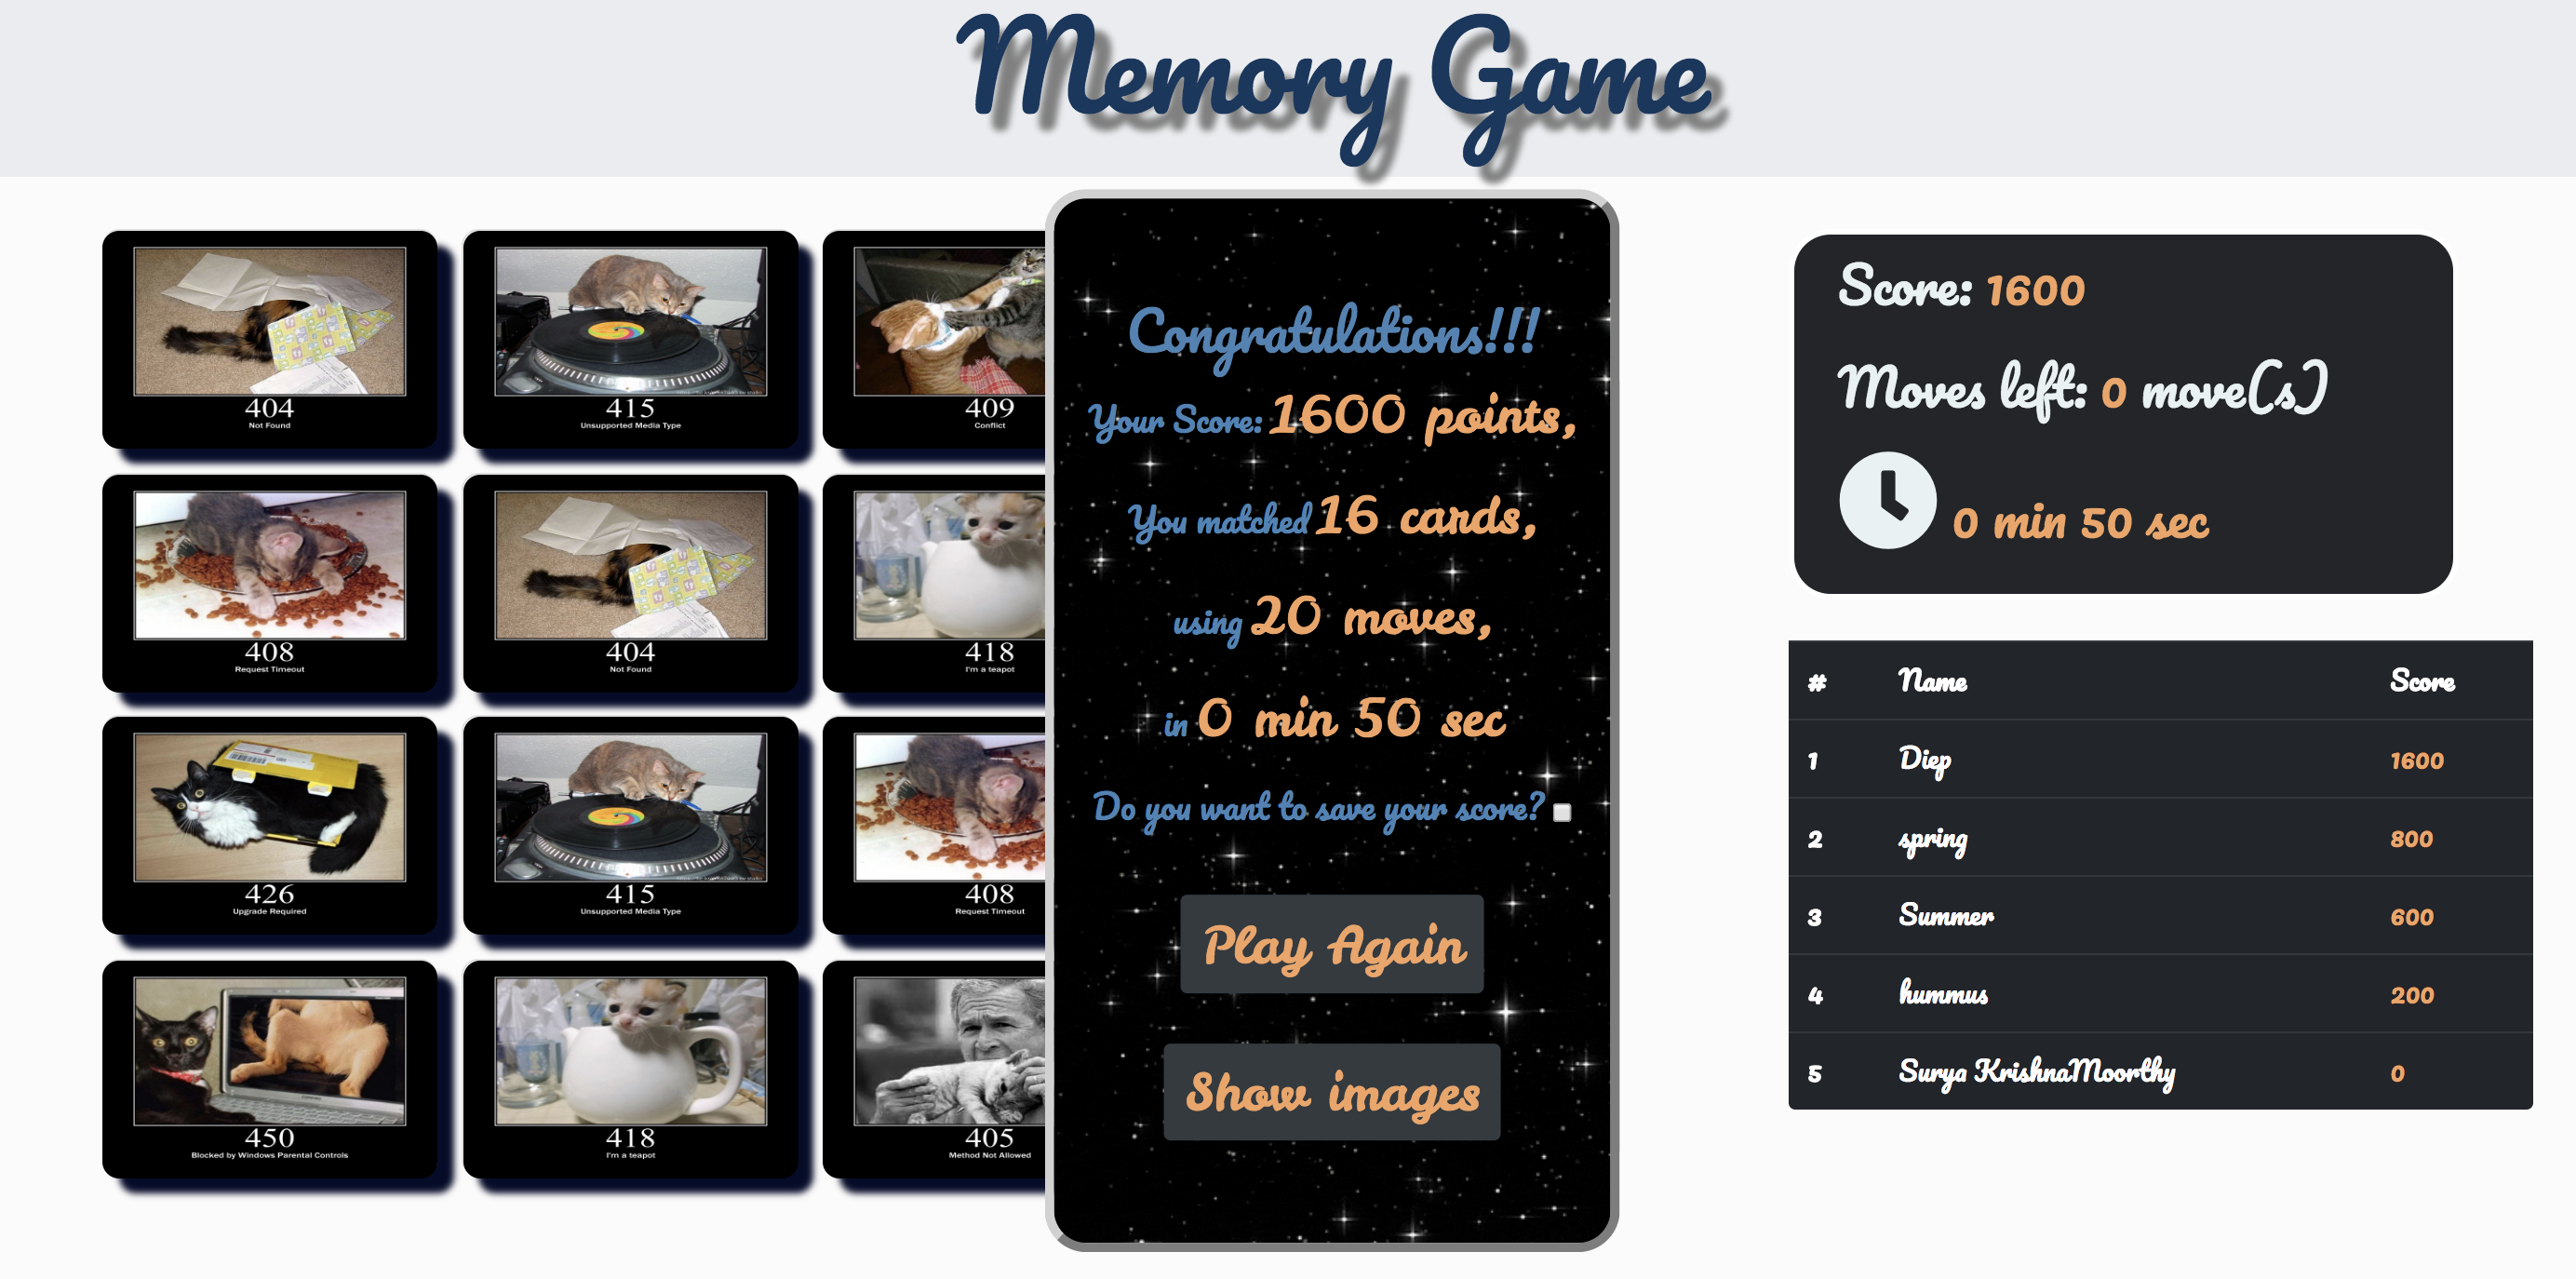 Memory Game
404
Not Found
415
Unsupported Media Type
409
Conflict
408
Request Timeout
404
Not Found
418
I'm a teapot
426
Upgrade Required
415
Unsupported Media Type
408
Request Timeout
450
Blocked by Windows Parental Controls
418
I'm a teapot
405
Method Not Allowed
Congratulations!!!
Your Score: 1600 points,
You matched 16 cards,
using 20 moves,
in 0 min 50 sec
Do you want to save your score?
Play Again
Show images
Score: 1600
Moves left: 0 move(s)
0 min 50 sec
# Name Score
1 Diep 1600
2 spring 800
3 Summer 600
4 hummus 200
5 Surya KrishnaMoorthy 0